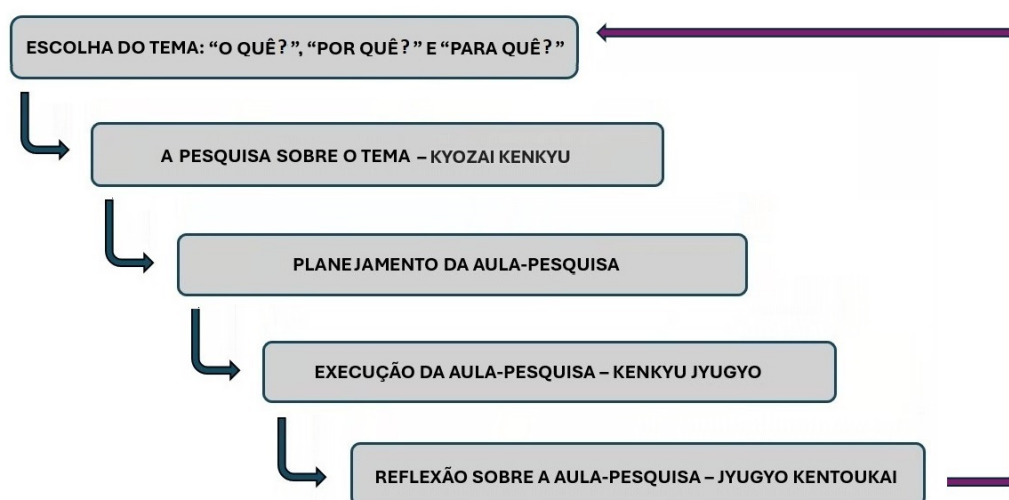 ESCOLHA DO TEMA: “O QUÊ?”, “POR QUÊ?” E “PARA QUÊ?”
A PESQUISA SOBRE O TEMA – KYOZAI KENKYU
PLANEJAMENTO DA AULA-PESQUISA
EXECUÇÃO DA AULA-PESQUISA – KENKYU JYUGYO
REFLEXÃO SOBRE A AULA-PESQUISA – JYUGYO KENTOUKAI